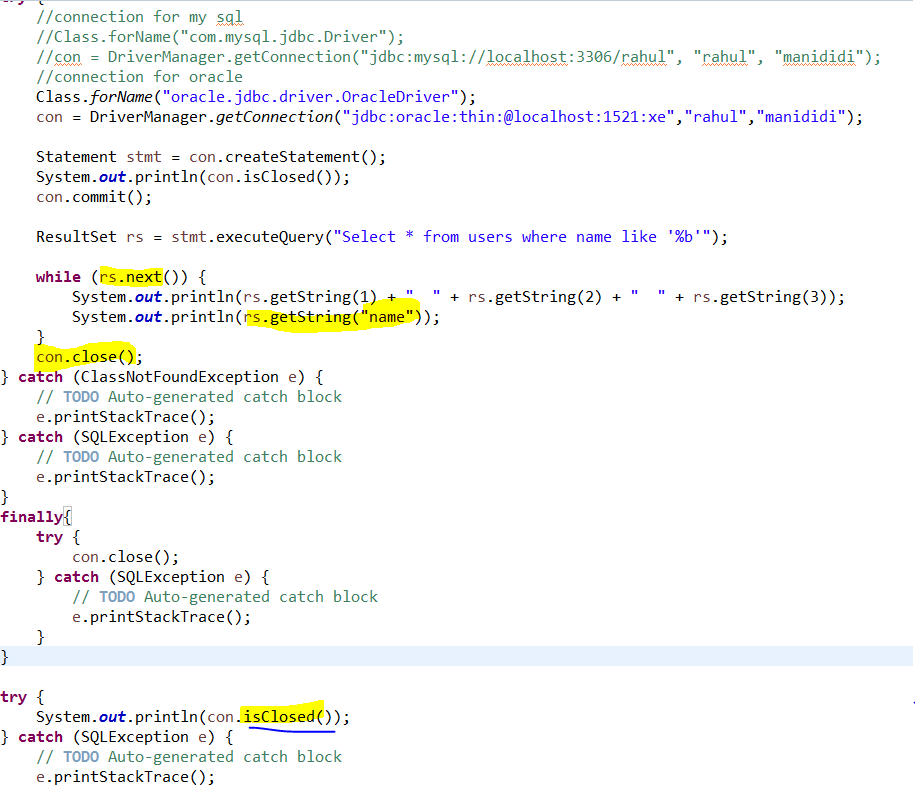 try {
//connection for my sql
//Class.forName("com.mysql.jdbc.Driver");
//con = DriverManager.getConnection("jdbc:mysql://localhost:3306/rahul", "rahul", "manididi");
//connection for oracle
Class.forName("oracle.jdbc.driver.OracleDriver");
con = DriverManager.getConnection("jdbc:oracle:thin:@localhost:1521:xe","rahul","manididi");
Statement stmt = con.createStatement();
System.out.println(con.isClosed());
con.commit();
ResultSet rs = stmt.executeQuery("Select * from users where name like '%b'");
while (rs.next()) {
System.out.println(rs.getString(1) + "  " + rs.getString(2) + "  " + rs.getString(3));
System.out.println(rs.getString("name"));
}
con.close();
} catch (ClassNotFoundException e) {
// TODO Auto-generated catch block
e.printStackTrace();
} catch (SQLException e) {
// TODO Auto-generated catch block
e.printStackTrace();
}
finally{
try {
con.close();
} catch (SQLException e) {
// TODO Auto-generated catch block
e.printStackTrace();
}
}
try {
System.out.println(con.isClosed());
} catch (SQLException e) {
// TODO Auto-generated catch block
e.printStackTrace();